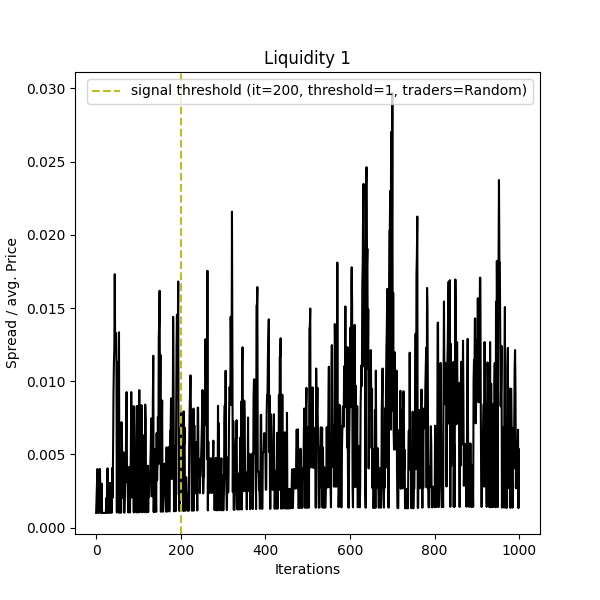 Liquidity 1
signal threshold (it=200, threshold=1, traders=Random)
Spread / avg. Price
0.030
0.025
0.020
0.015
0.010
0.005
0.000
0 200 400 600 800 1000
Iterations